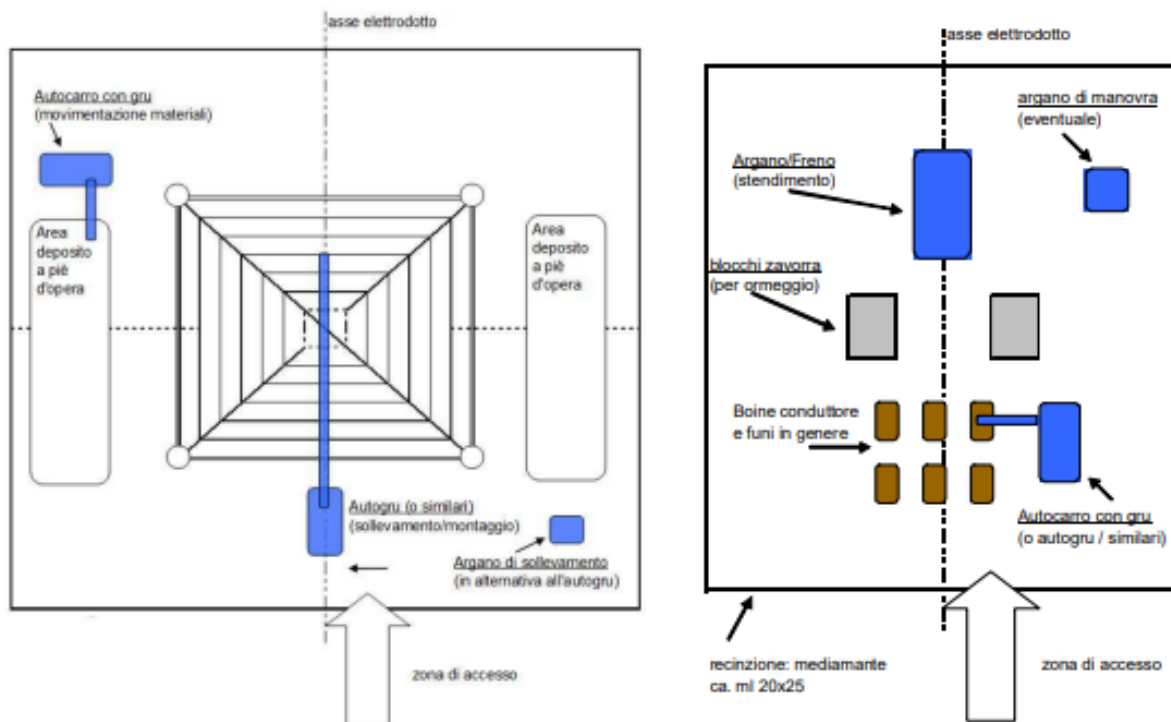 asse elettrodotto
Autocarro con gru
(movimentazione materiali)
Area
deposito
a piè
d'opera
Area
deposito
a piè
d'opera
Autogru (o similari)
(sollevamento/montaggio)
Argano di sollevamento
(in alternativa all'autogru)
zona di accesso
asse elettrodotto
argano di manovra
(eventuale)
Argano/Freno
(stendimento)
blocchi zavorra
(per ormeggio)
Boine conduttore
e funi in genere
Autocarro con gru
(o autogru / similari)
recinzione: mediamante
ca. ml 20x25
zona di accesso